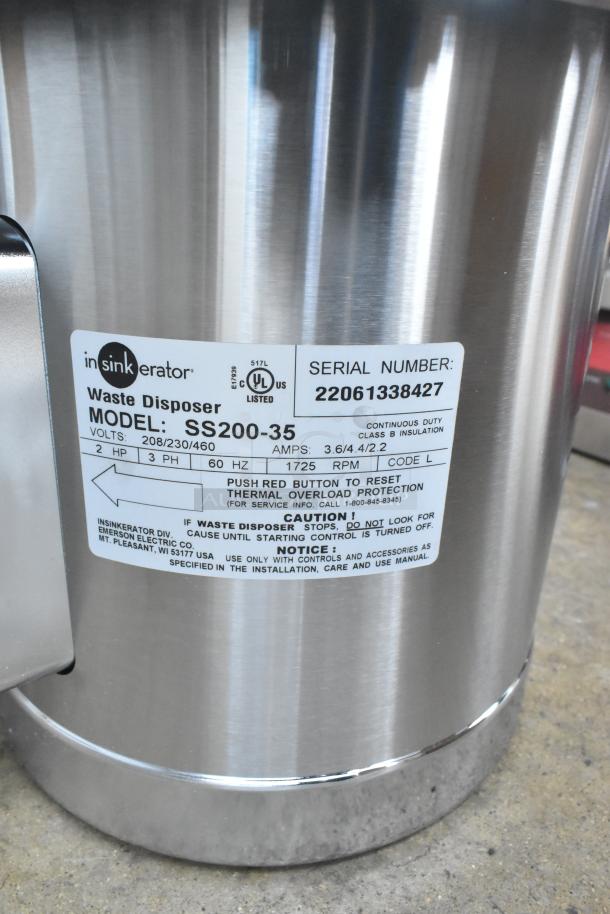 insinkerator®
517L
E17939
C UL US
LISTED
SERIAL NUMBER:
22061338427
Waste Disposer
MODEL: SS200-35
CONTINUOUS DUTY
CLASS B INSULATION
VOLTS: 208/230/460 AMPS: 3.6/4.4/2.2
2 HP 3 PH 60 HZ 1725 RPM CODE L
PUSH RED BUTTON TO RESET
THERMAL OVERLOAD PROTECTION
(FOR SERVICE INFO. CALL 1-800-845-8345)
CAUTION !
IF WASTE DISPOSER STOPS, DO NOT LOOK FOR
CAUSE UNTIL STARTING CONTROL IS TURNED OFF.
INSINKERATOR DIV.
EMERSON ELECTRIC CO.
MT. PLEASANT, WI 53177 USA
NOTICE :
USE ONLY WITH CONTROLS AND ACCESSORIES AS
SPECIFIED IN THE INSTALLATION, CARE AND USE MANUAL.